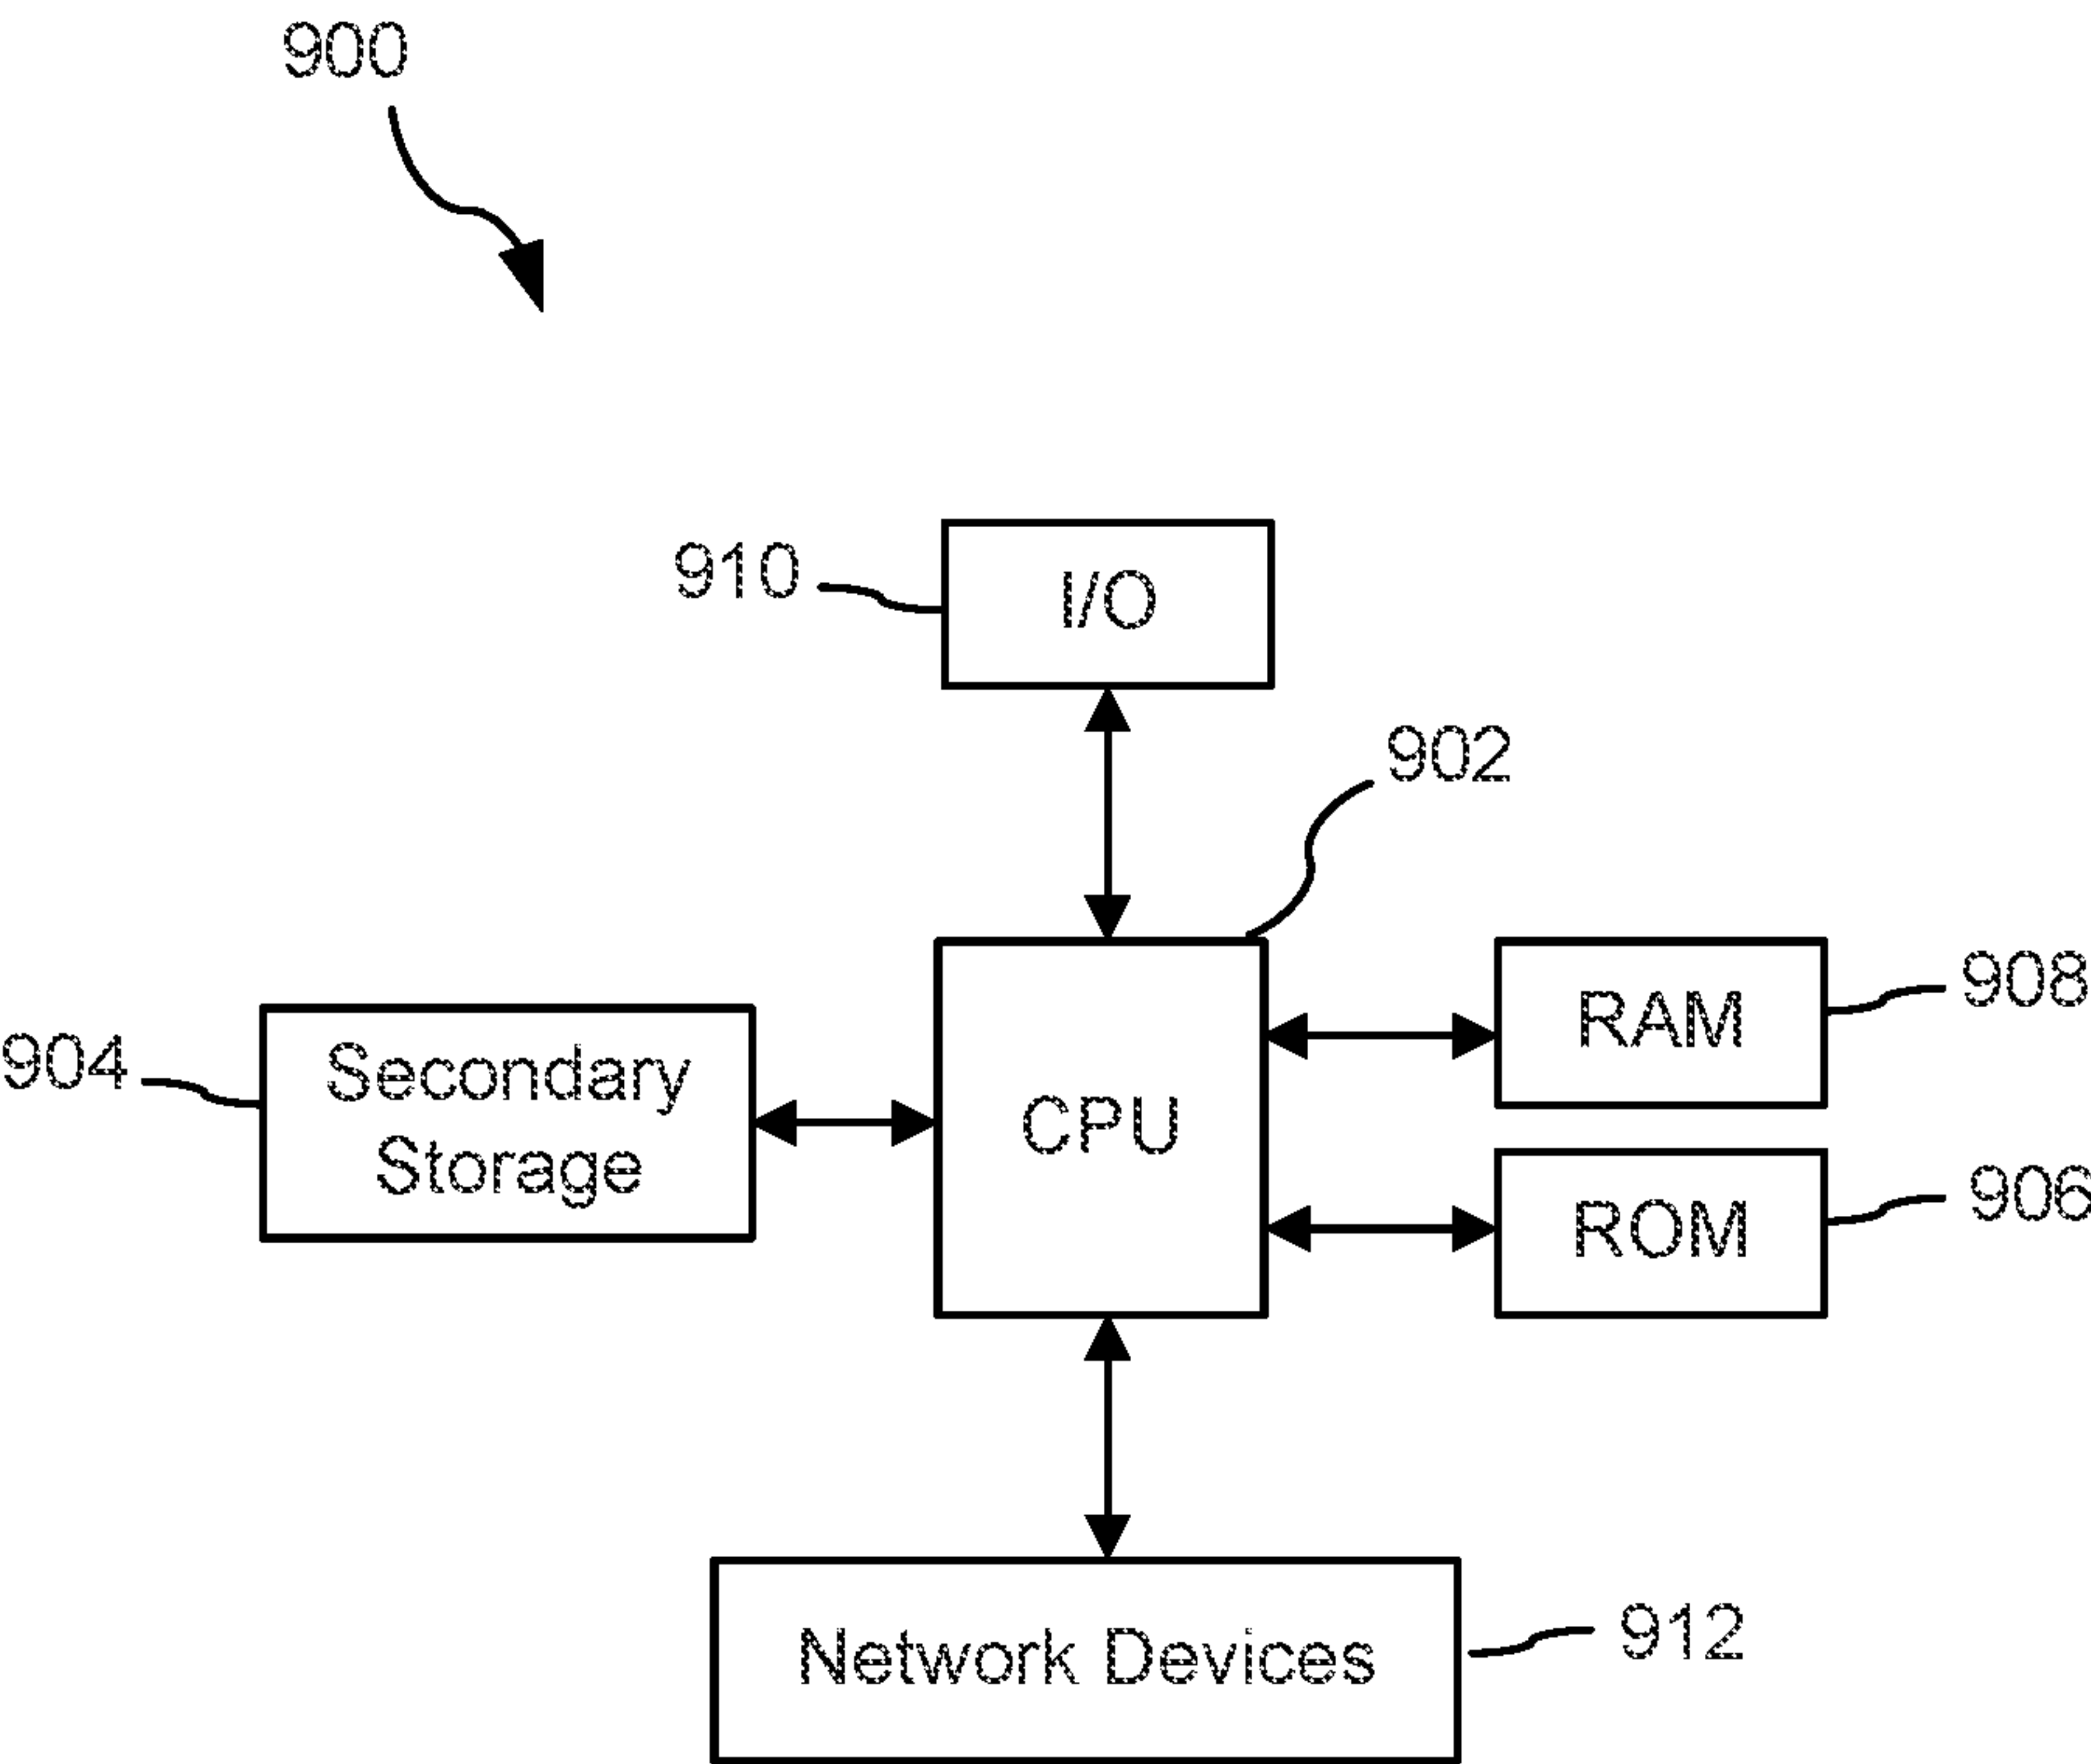 900
910
I/O
902
908
RAM
904
Secondary
Storage
CPU
906
ROM
912
Network Devices